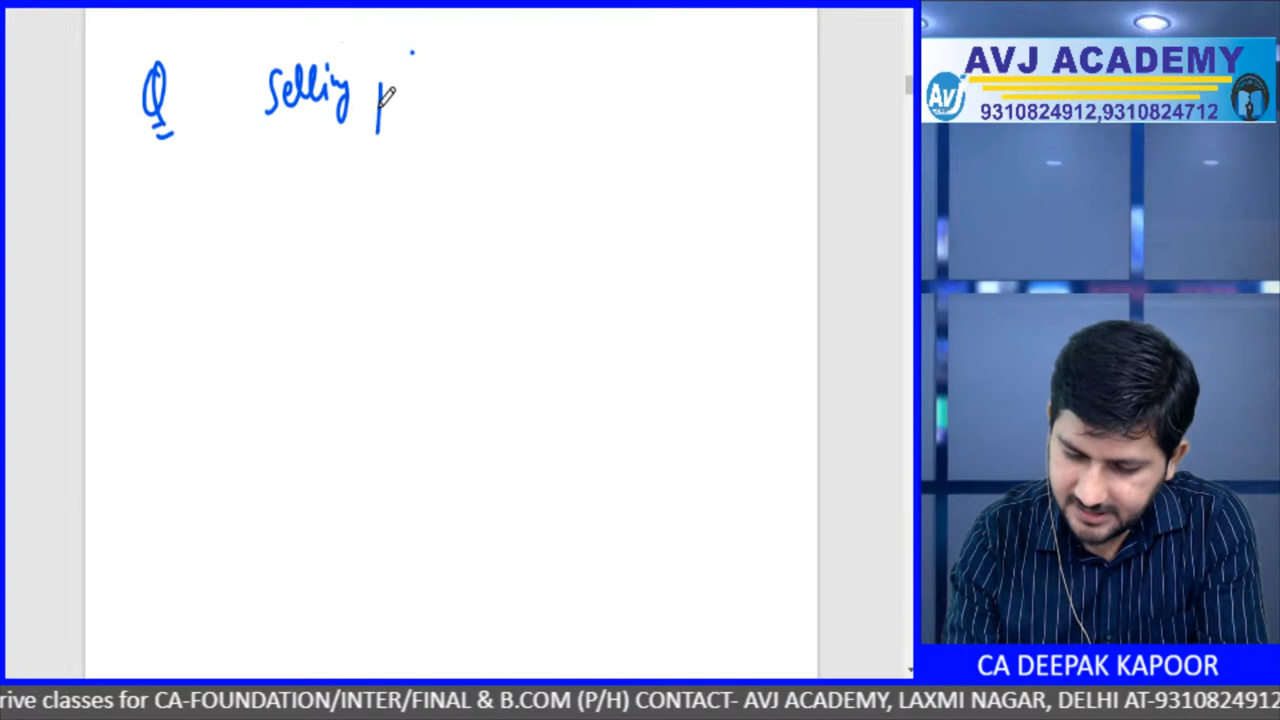 Q Selling p
AVJ ACADEMY
AV
9310824912,9310824712
CA DEEPAK KAPOOR
rive classes for CA-FOUNDATION/INTER/FINAL & B.COM (P/H) CONTACT- AVJ ACADEMY, LAXMI NAGAR, DELHI AT-9310824912